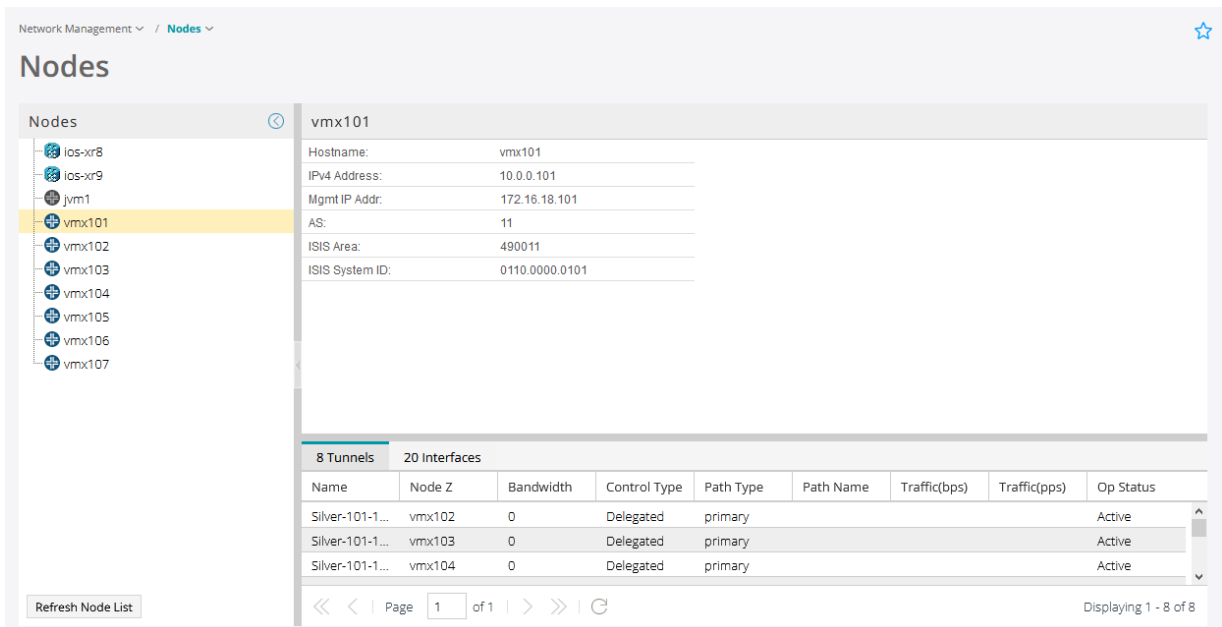 Network Management / Nodes
Nodes
Nodes
ios-xr8
ios-xr9
jvm1
vmx101
vmx102
vmx103
vmx104
vmx105
vmx106
vmx107
Refresh Node List
vmx101
Hostname: vmx101
IPv4 Address: 10.0.0.101
Mgmt IP Addr: 172.16.18.101
AS: 11
ISIS Area: 490011
ISIS System ID: 0110.0000.0101
8 Tunnels 20 Interfaces
Name Node Z Bandwidth Control Type Path Type Path Name Traffic(bps) Traffic(pps) Op Status
Silver-101-1... vmx102 0 Delegated primary Active
Silver-101-1... vmx103 0 Delegated primary Active
Silver-101-1... vmx104 0 Delegated primary Active
Page 1 of 1 Displaying 1 - 8 of 8